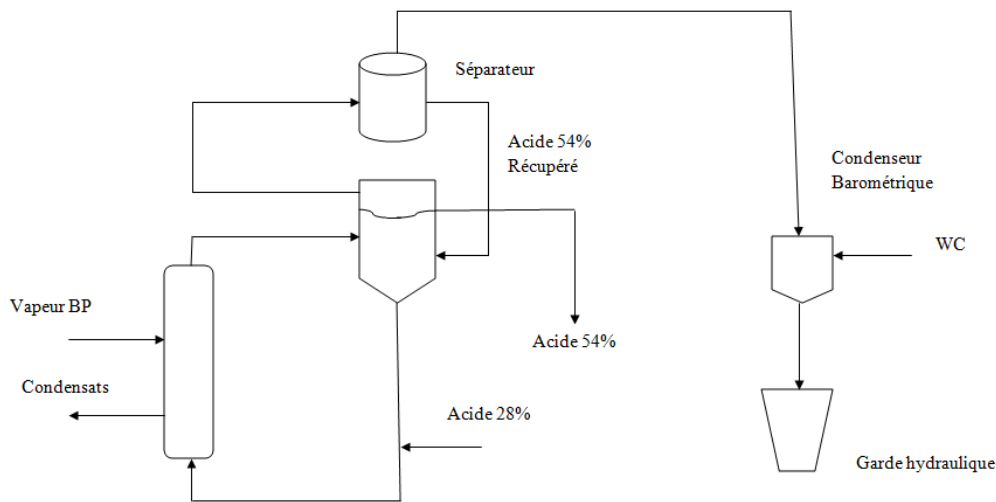 Séparateur
Acide 54%
Récupéré
Condenseur
Barométrique
WC
Vapeur BP
Acide 54%
Condensats
Acide 28%
Garde hydraulique